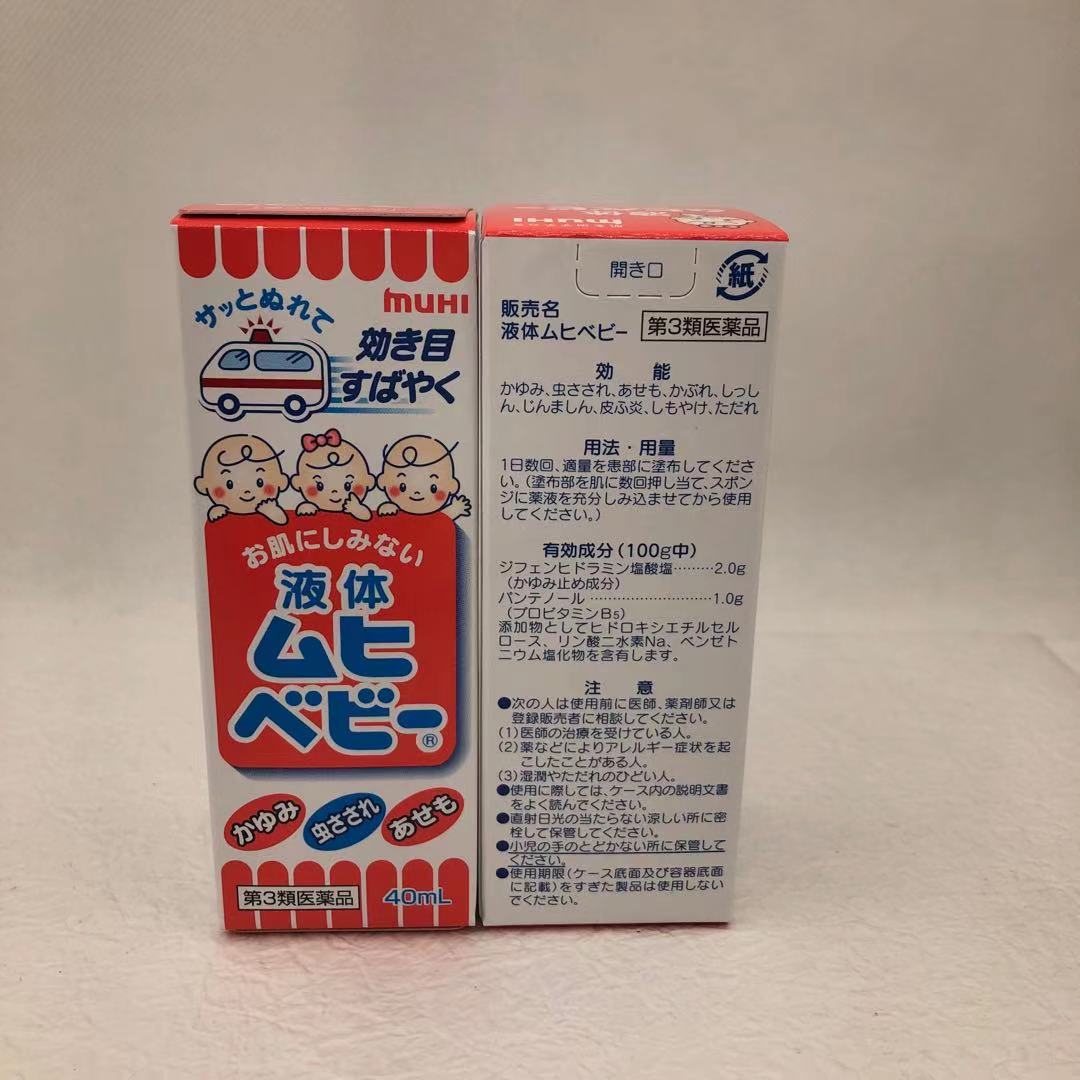 MUHI
サッとぬれて
効き目
すばやく
お肌にしみない
液体
ムヒ
ベビー®
かゆみ
虫さされ
あせも
第3類医薬品
40mL
MUHI
開き口
紙
販売名
液体ムヒベビー
第3類医薬品
効 能
かゆみ、虫さされ、あせも、かぶれ、しっし
ん、じんましん、皮ふ炎、しもやけ、ただれ
用法・用量
1日数回、適量を患部に塗布してくださ
い。(塗布部を肌に数回押し当て、スポン
ジに薬液を充分しみ込ませてから使用
してください。)
有効成分(100g中)
ジフェンヒドラミン塩酸塩………2.0g
(かゆみ止め成分)
パンテノール………………………1.0g
(プロビタミンB5)
添加物としてヒドロキシエチルセル
ロース、リン酸二水素Na、ベンゼト
ニウム塩化物を含有します。
注 意
●次の人は使用前に医師、薬剤師又は
登録販売者に相談してください。
(1)医師の治療を受けている人。
(2)薬などによりアレルギー症状を起
こしたことがある人。
(3)湿潤やただれのひどい人。
●使用に際しては、ケース内の説明文書
をよく読んでください。
●直射日光の当たらない涼しい所に密
栓して保管してください。
●小児の手のとどかない所に保管して
ください。
●使用期限(ケース底面及び容器底面
に記載)をすぎた製品は使用しない
でください。